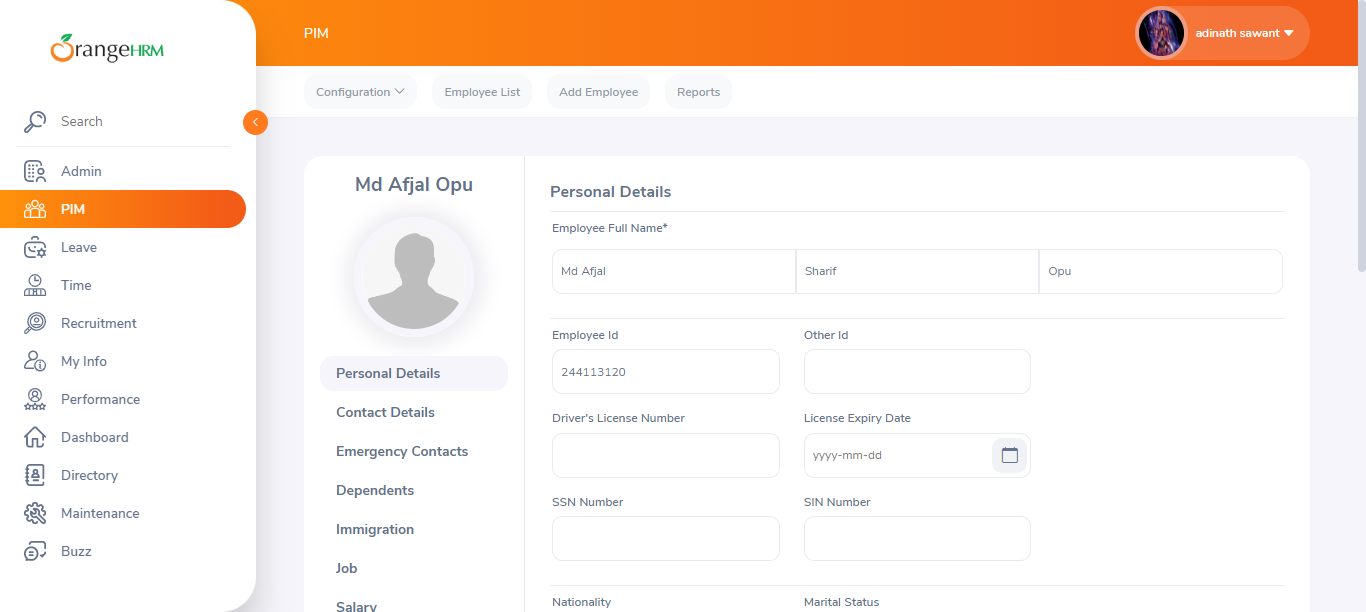 OrangeHRM
Search
Admin
PIM
Leave
Time
Recruitment
My Info
Performance
Dashboard
Directory
Maintenance
Buzz
PIM
adinath sawant
Configuration
Employee List
Add Employee
Reports
Md Afjal Opu
Personal Details
Contact Details
Emergency Contacts
Dependents
Immigration
Job
Salary
Personal Details
Employee Full Name*
Md Afjal
Sharif
Opu
Employee Id
Other Id
244113120
Driver's License Number
License Expiry Date
yyyy-mm-dd
SSN Number
SIN Number
Nationality
Marital Status